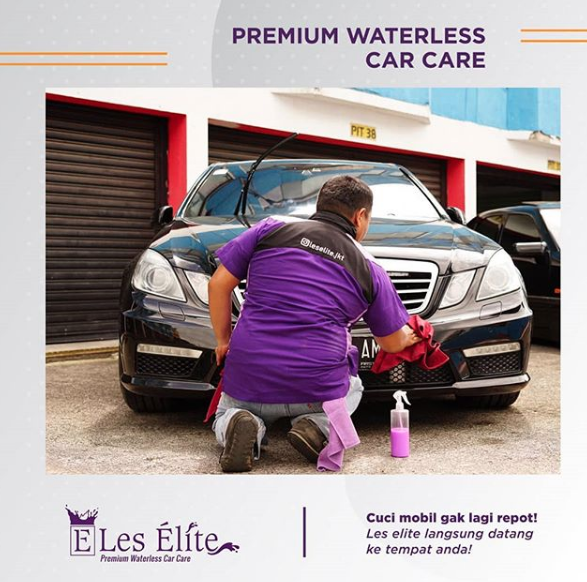 PREMIUM WATERLESS
CAR CARE
PIT 38
@leselite.jkt
AM
E Les Élite
Premium Waterless Car Care
Cuci mobil gak lagi repot!
Les elite langsung datang
ke tempat anda!